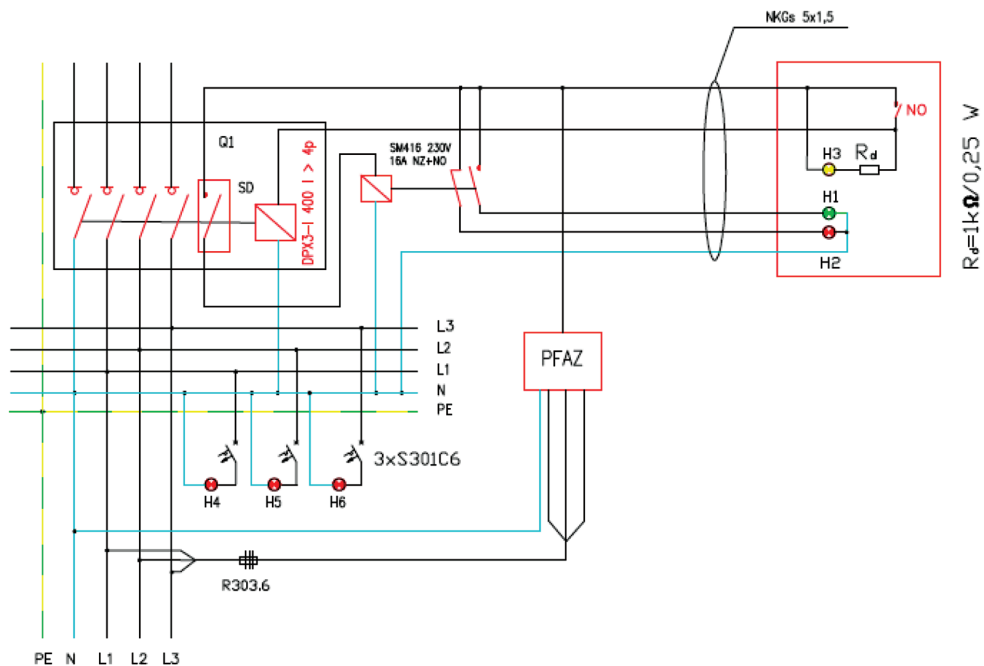 NKGs 5x1,5
Q1
SD
DPX3-I 400 I > 4p
SM416 230V
16A NZ+NO
NO
H3
Rd
H1
H2
Rd=1kΩ/0,25 W
L3
L2
L1
N
PE
PFAZ
3xS301C6
H4
H5
H6
R303.6
PE N L1 L2 L3